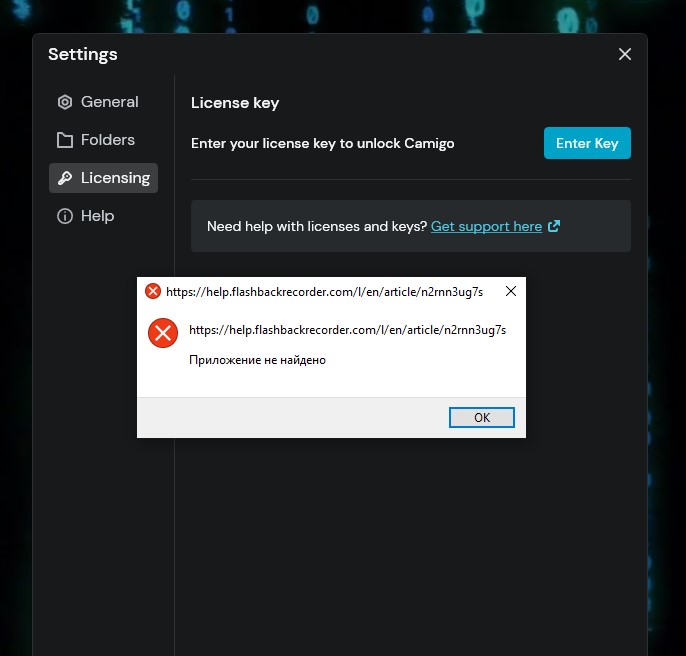 Settings
General
Folders
Licensing
Help
License key
Enter your license key to unlock Camigo
Enter Key
Need help with licenses and keys? Get support here
https://help.flashbackrecorder.com/l/en/article/n2rnn3ug7s
https://help.flashbackrecorder.com/l/en/article/n2rnn3ug7s
Приложение не найдено
OK